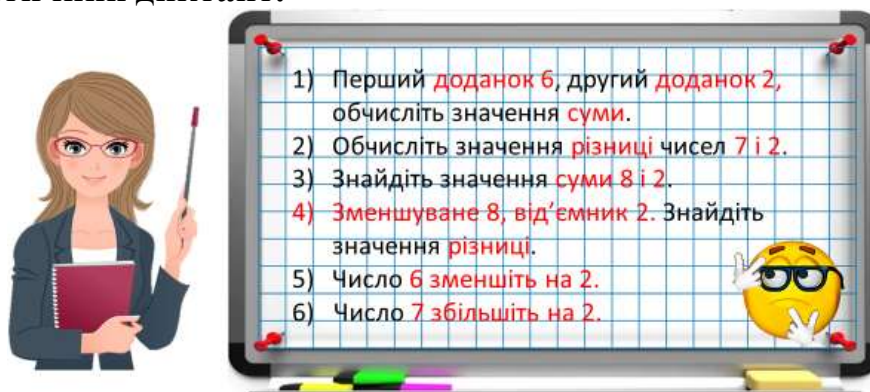 1) Перший доданок 6, другий доданок 2,
обчисліть значення суми.
2) Обчисліть значення різниці чисел 7 і 2.
3) Знайдіть значення суми 8 і 2.
4) Зменшуване 8, від’ємник 2. Знайдіть
значення різниці.
5) Число 6 зменшіть на 2.
6) Число 7 збільшіть на 2.